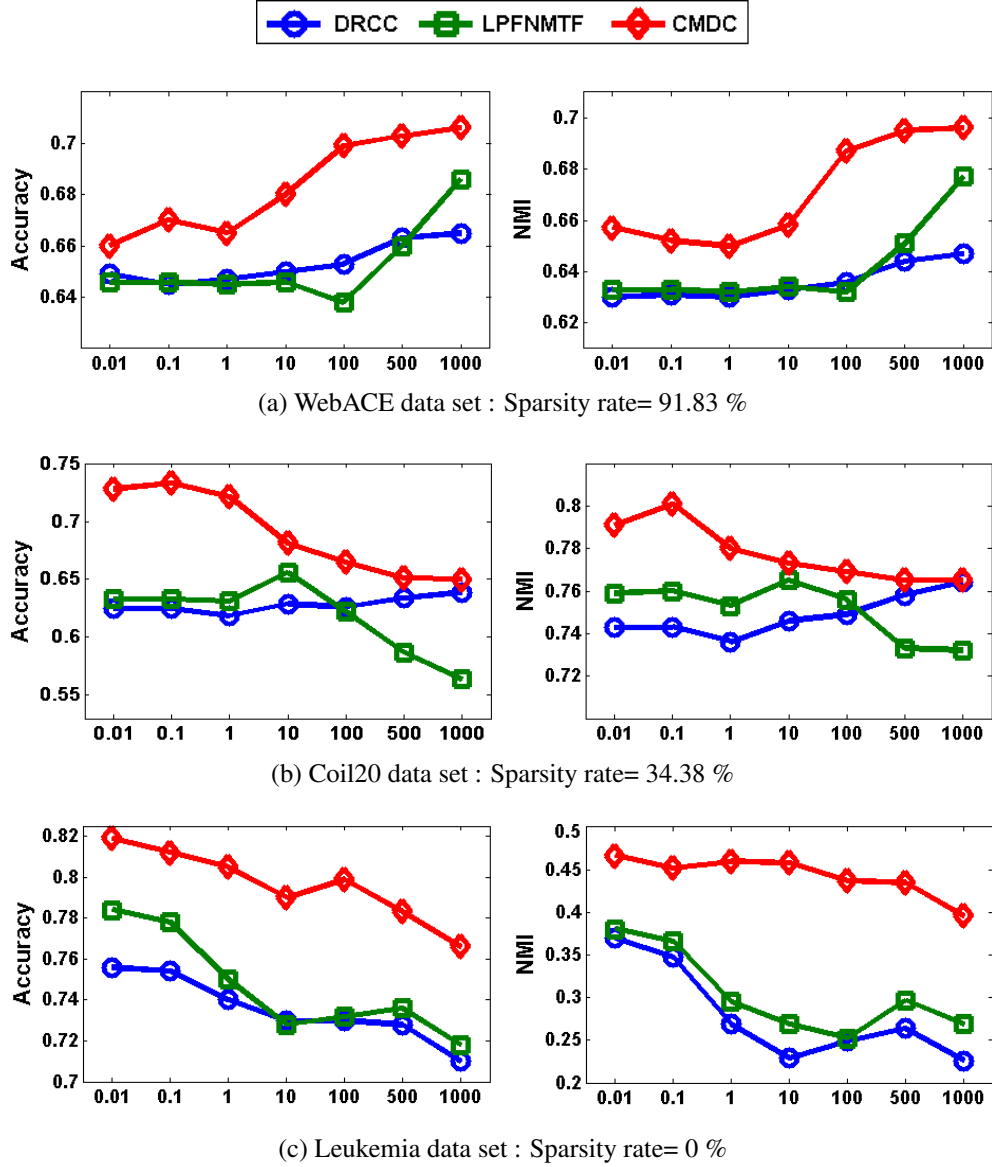 DRCC LPFNMTF CMDC
Accuracy
0.7
0.68
0.66
0.64
0.01 0.1 1 10 100 500 1000
NMI
0.7
0.68
0.66
0.64
0.62
0.01 0.1 1 10 100 500 1000
(a) WebACE data set : Sparsity rate= 91.83 %
Accuracy
0.75
0.7
0.65
0.6
0.55
0.01 0.1 1 10 100 500 1000
NMI
0.8
0.78
0.76
0.74
0.72
0.01 0.1 1 10 100 500 1000
(b) Coil20 data set : Sparsity rate= 34.38 %
Accuracy
0.82
0.8
0.78
0.76
0.74
0.72
0.7
0.01 0.1 1 10 100 500 1000
NMI
0.5
0.45
0.4
0.35
0.3
0.25
0.2
0.01 0.1 1 10 100 500 1000
(c) Leukemia data set : Sparsity rate= 0 %